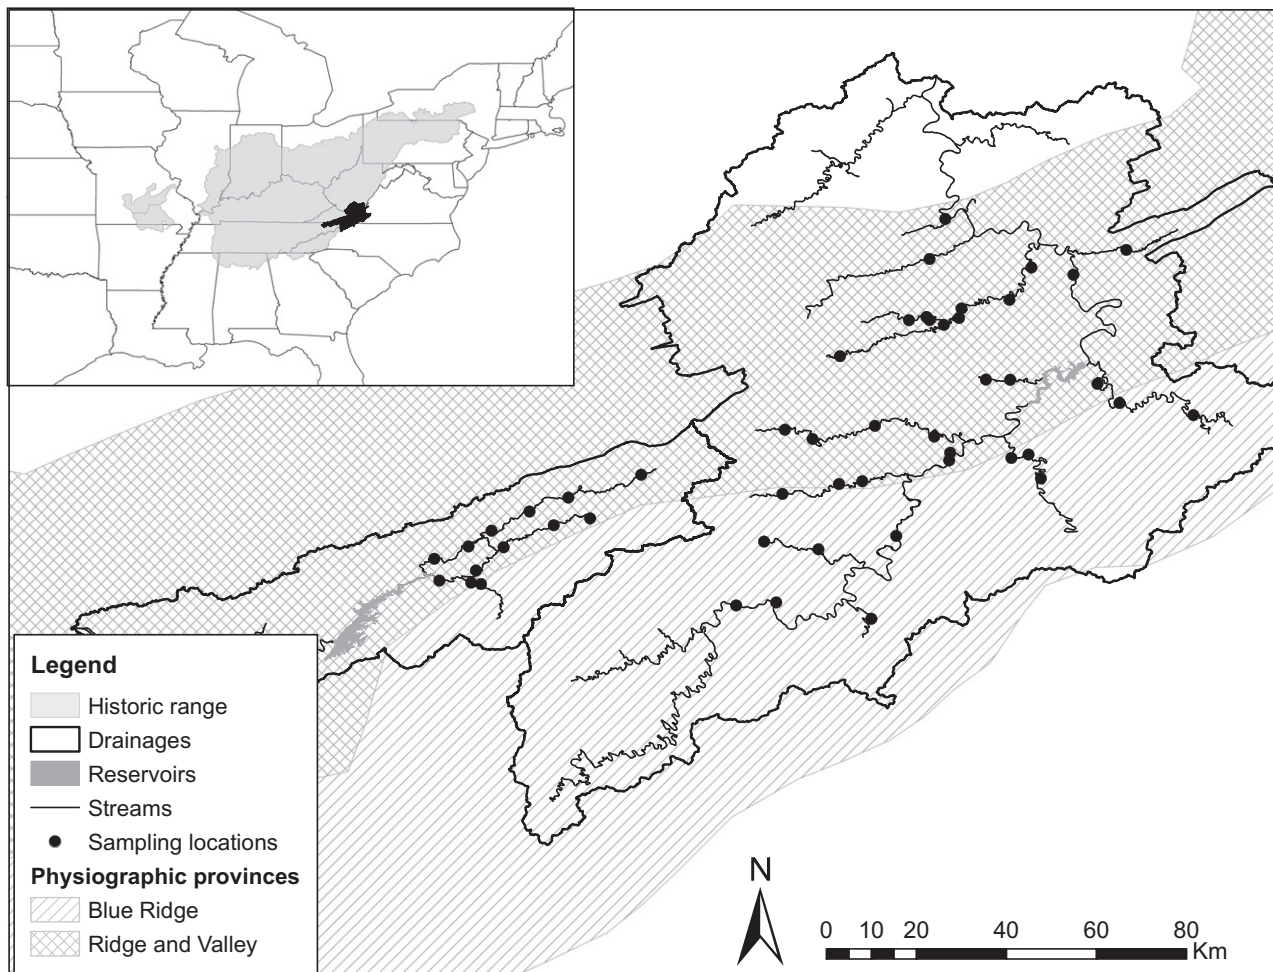 Legend
Historic range
Drainages
Reservoirs
Streams
Sampling locations
Physiographic provinces
Blue Ridge
Ridge and Valley
N
0 10 20 40 60 80
Km